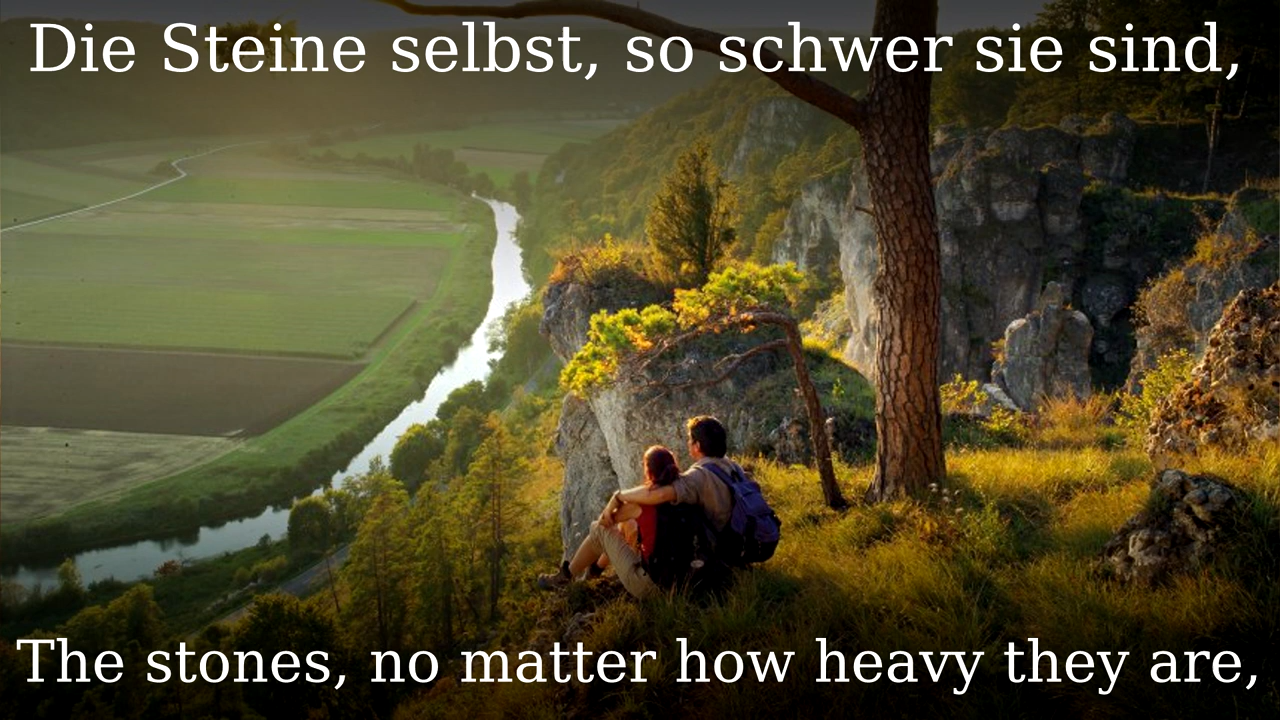 Die Steine selbst, so schwer sie sind,
The stones, no matter how heavy they are,